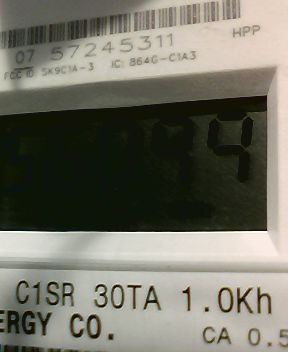 07 57245311 HPP
FCC ID: SK9C1A-3 IC: 864G-C1A3
99
C1SR 30TA 1.0Kh
ERGY CO. CA 0.5